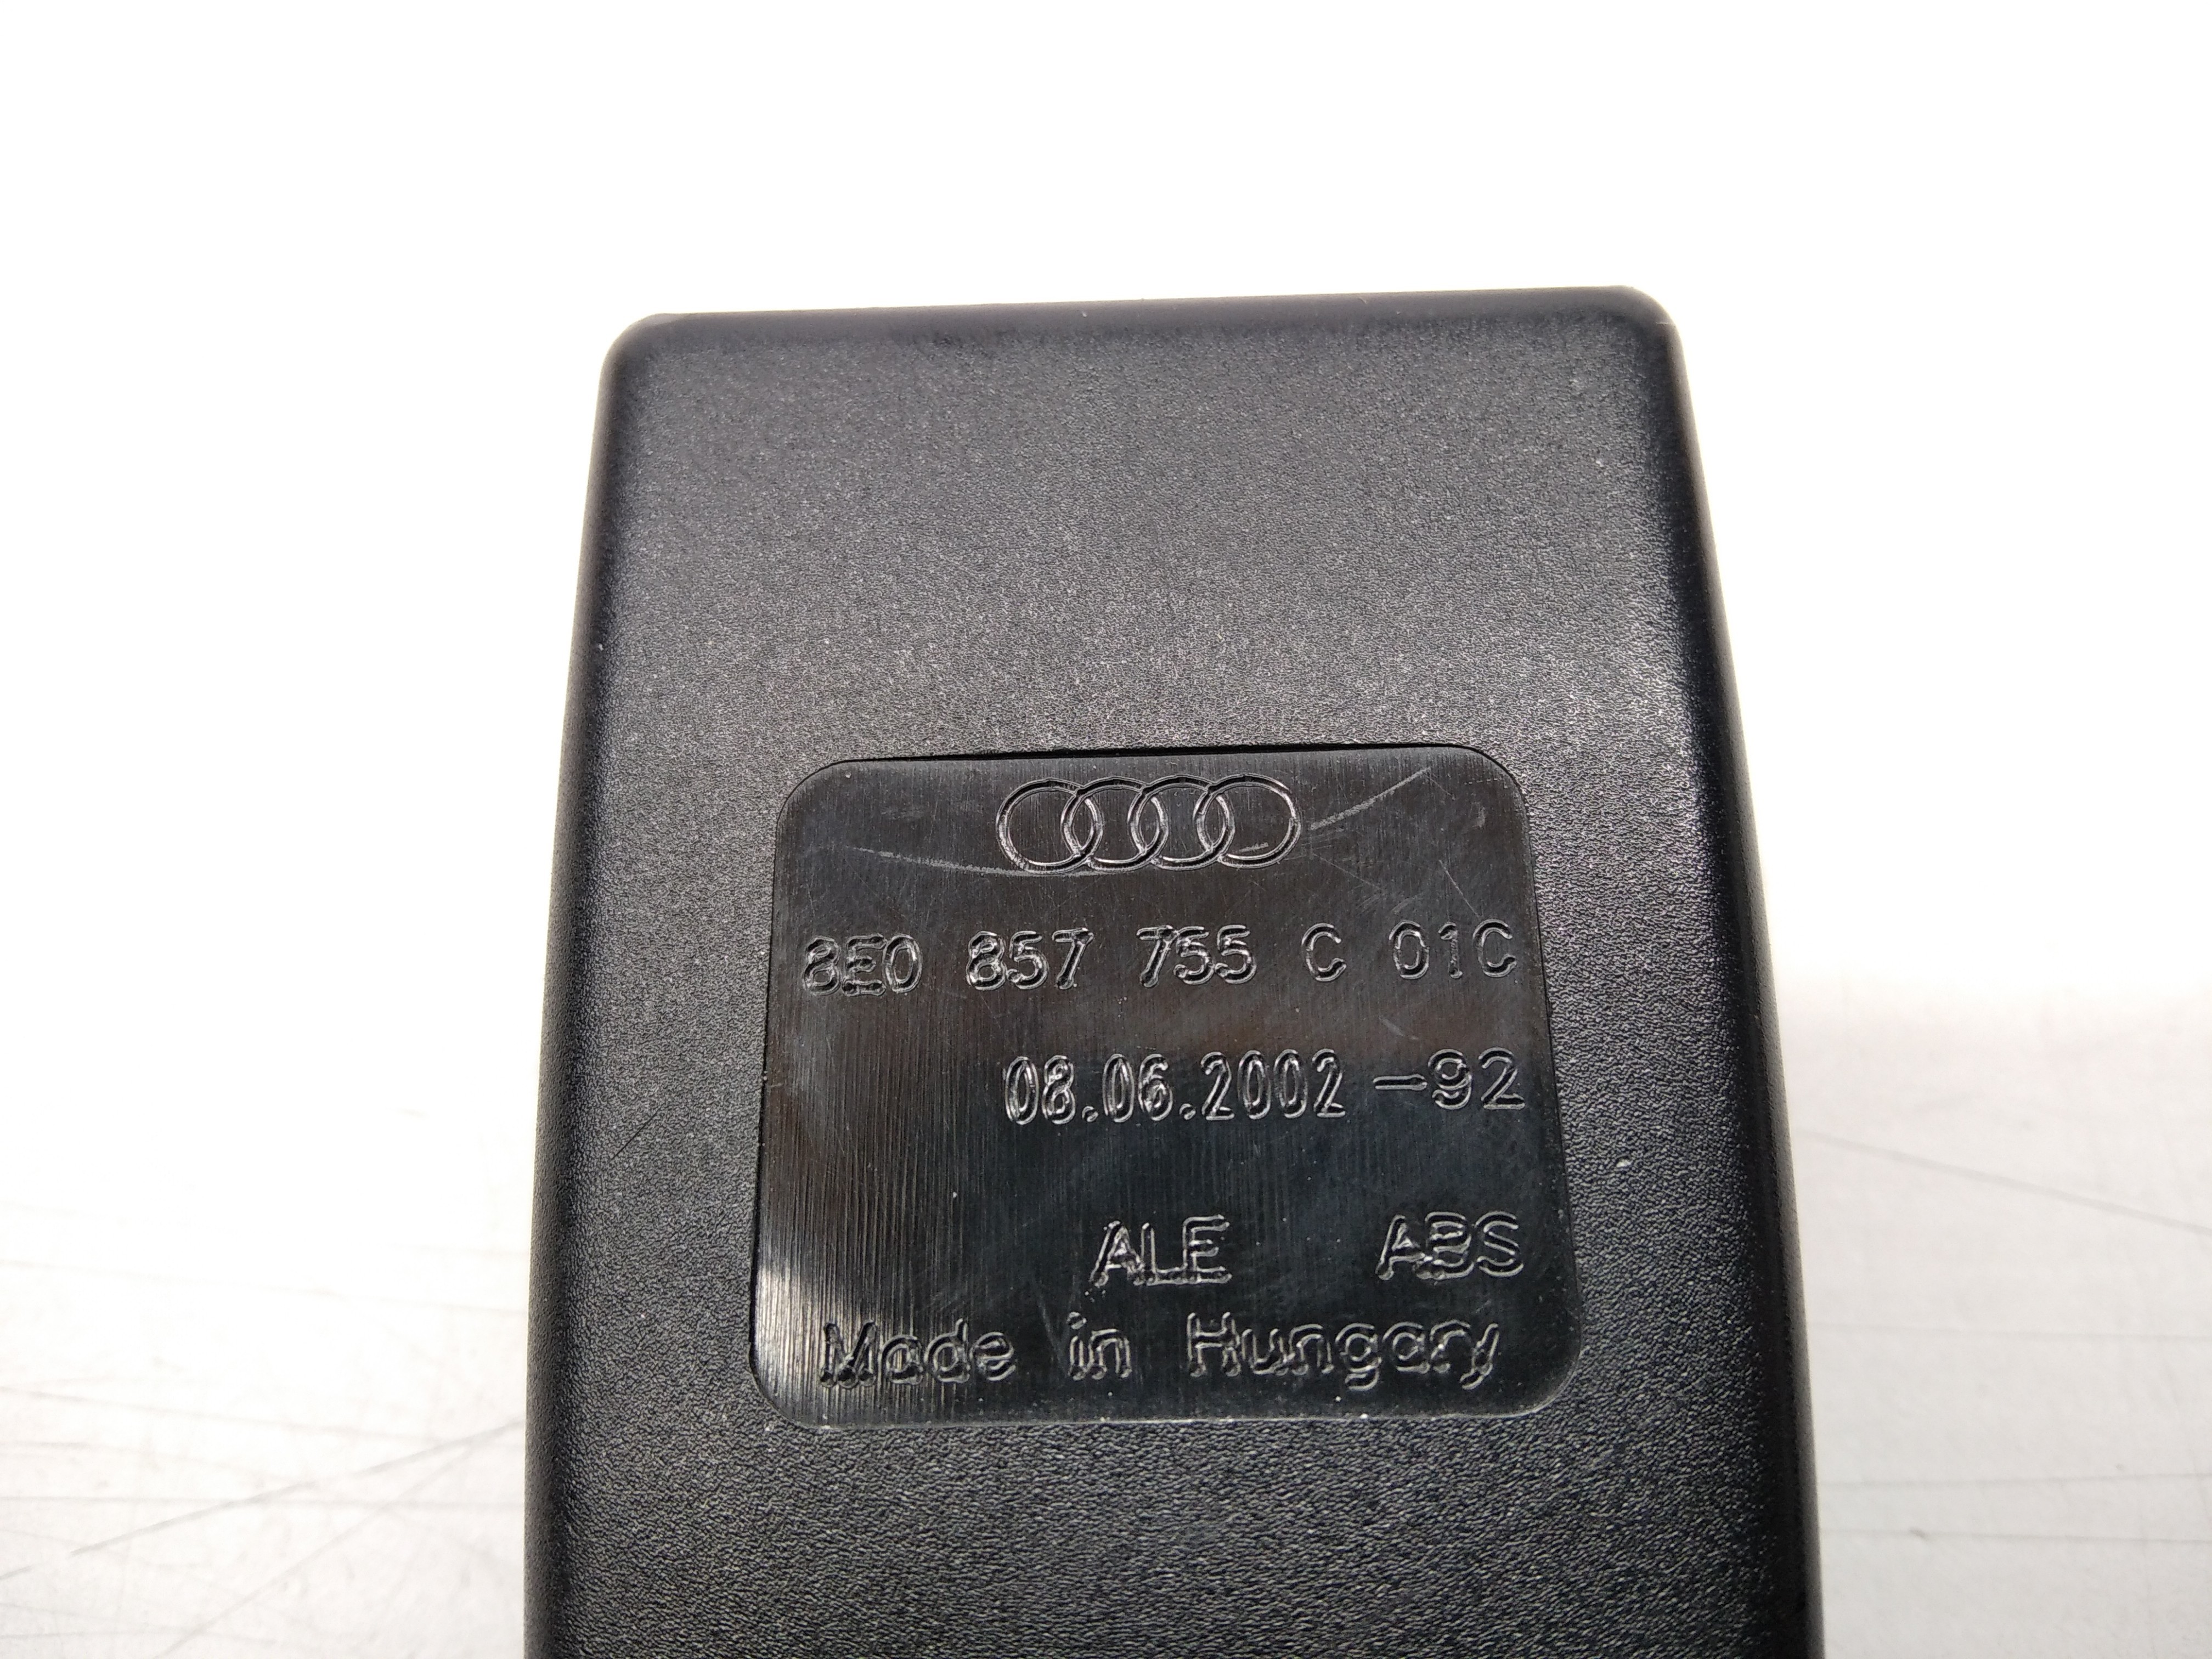 8E0 857 755 C 01C
08.06.2002 -92
ALE ABS
Made in Hungary